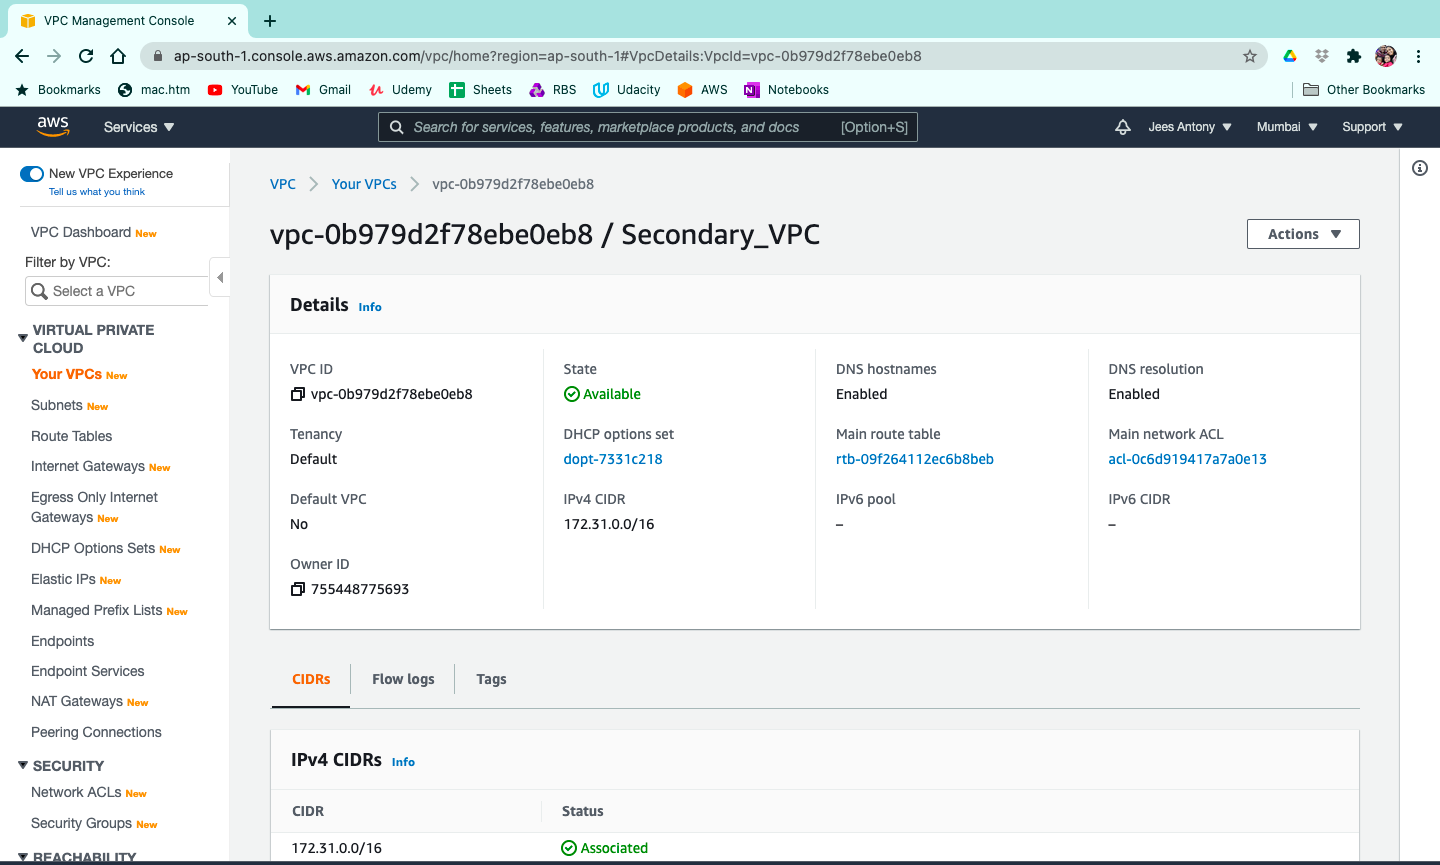 VPC Management Console
ap-south-1.console.aws.amazon.com/vpc/home?region=ap-south-1#VpcDetails:VpcId=vpc-0b979d2f78ebe0eb8
Bookmarks mac.htm YouTube Gmail Udemy Sheets RBS Udacity AWS Notebooks Other Bookmarks
aws Services Search for services, features, marketplace products, and docs [Option+S] Jees Antony Mumbai Support
New VPC Experience
Tell us what you think
VPC Dashboard New
Filter by VPC:
Select a VPC
VIRTUAL PRIVATE
CLOUD
Your VPCs New
Subnets New
Route Tables
Internet Gateways New
Egress Only Internet
Gateways New
DHCP Options Sets New
Elastic IPs New
Managed Prefix Lists New
Endpoints
Endpoint Services
NAT Gateways New
Peering Connections
SECURITY
Network ACLs New
Security Groups New
REACHABILITY
VPC Your VPCs vpc-0b979d2f78ebe0eb8
vpc-0b979d2f78ebe0eb8 / Secondary_VPC
Actions
Details Info
VPC ID
vpc-0b979d2f78ebe0eb8
State
Available
DNS hostnames
Enabled
DNS resolution
Enabled
Tenancy
Default
DHCP options set
dopt-7331c218
Main route table
rtb-09f264112ec6b8beb
Main network ACL
acl-0c6d919417a7a0e13
Default VPC
No
IPv4 CIDR
172.31.0.0/16
IPv6 pool
–
IPv6 CIDR
–
Owner ID
755448775693
CIDRs Flow logs Tags
IPv4 CIDRs Info
CIDR Status
172.31.0.0/16 Associated